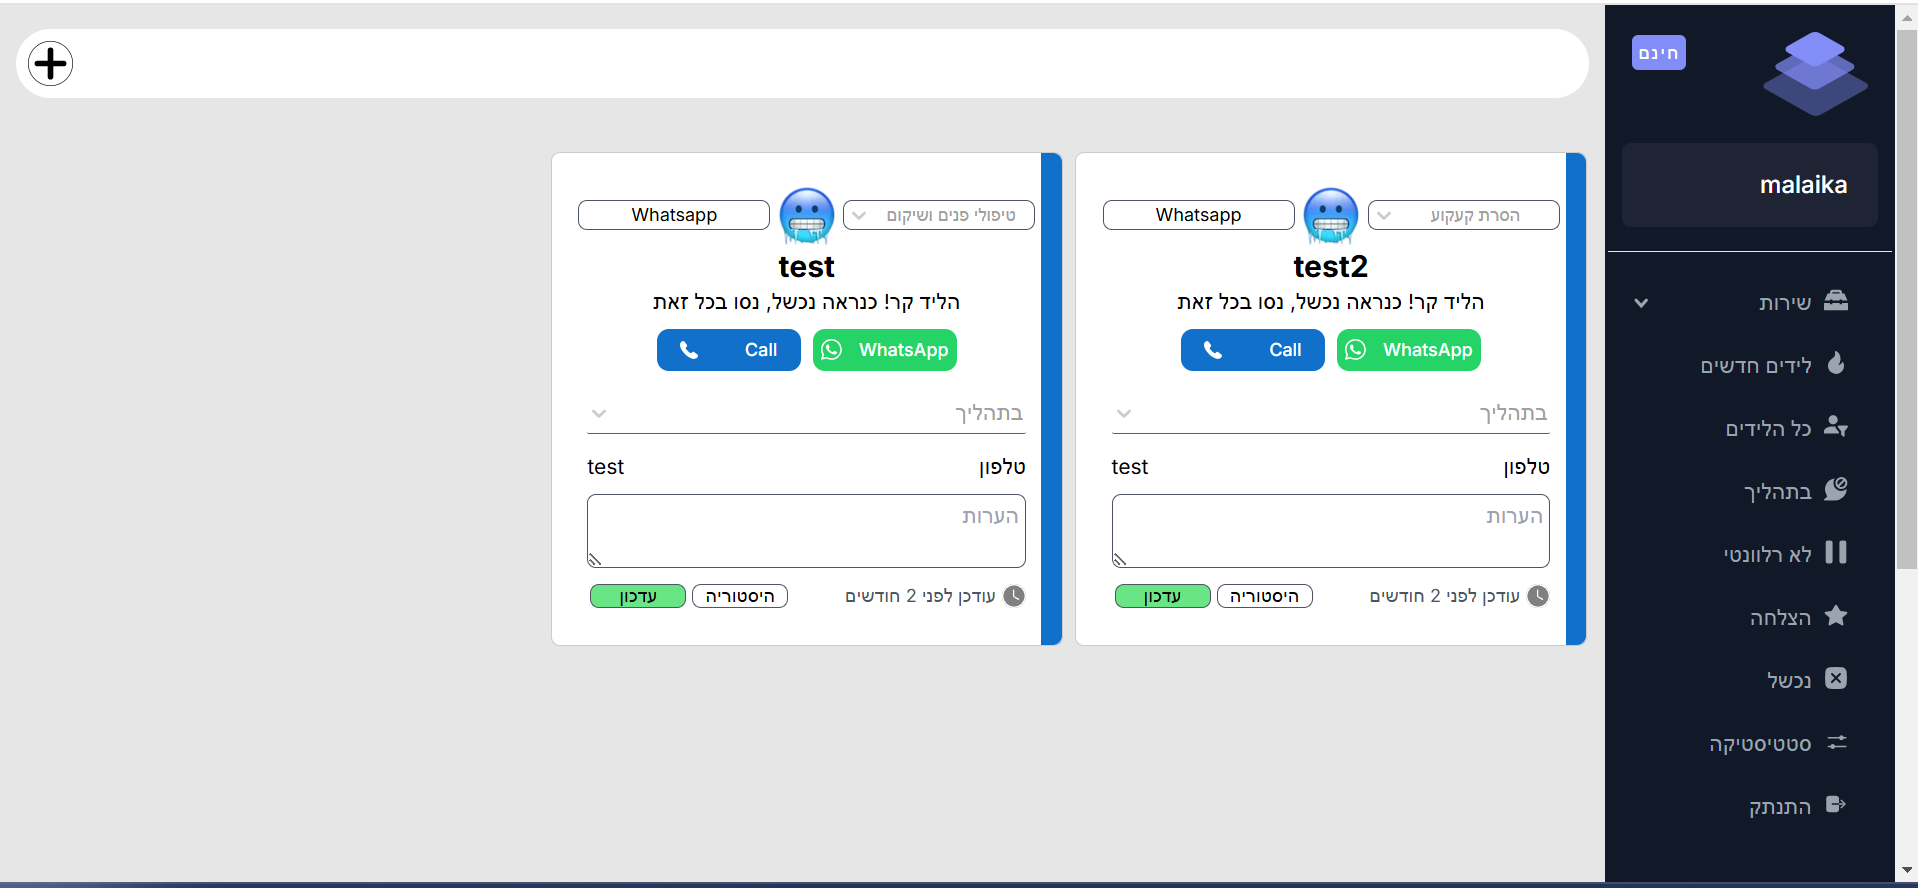 חינם
malaika
שירות
לידים חדשים
כל הלידים
בתהליך
לא רלוונטי
הצלחה
נכשל
סטטיסטיקה
התנתק
הסרת קעקוע
Whatsapp
test2
הליד קר! כנראה נכשל, נסו בכל זאת
WhatsApp
Call
בתהליך
טלפון
test
הערות
עודכן לפני 2 חודשים
היסטוריה
עדכון
טיפולי פנים ושיקום
Whatsapp
test
הליד קר! כנראה נכשל, נסו בכל זאת
WhatsApp
Call
בתהליך
טלפון
test
הערות
עודכן לפני 2 חודשים
היסטוריה
עדכון